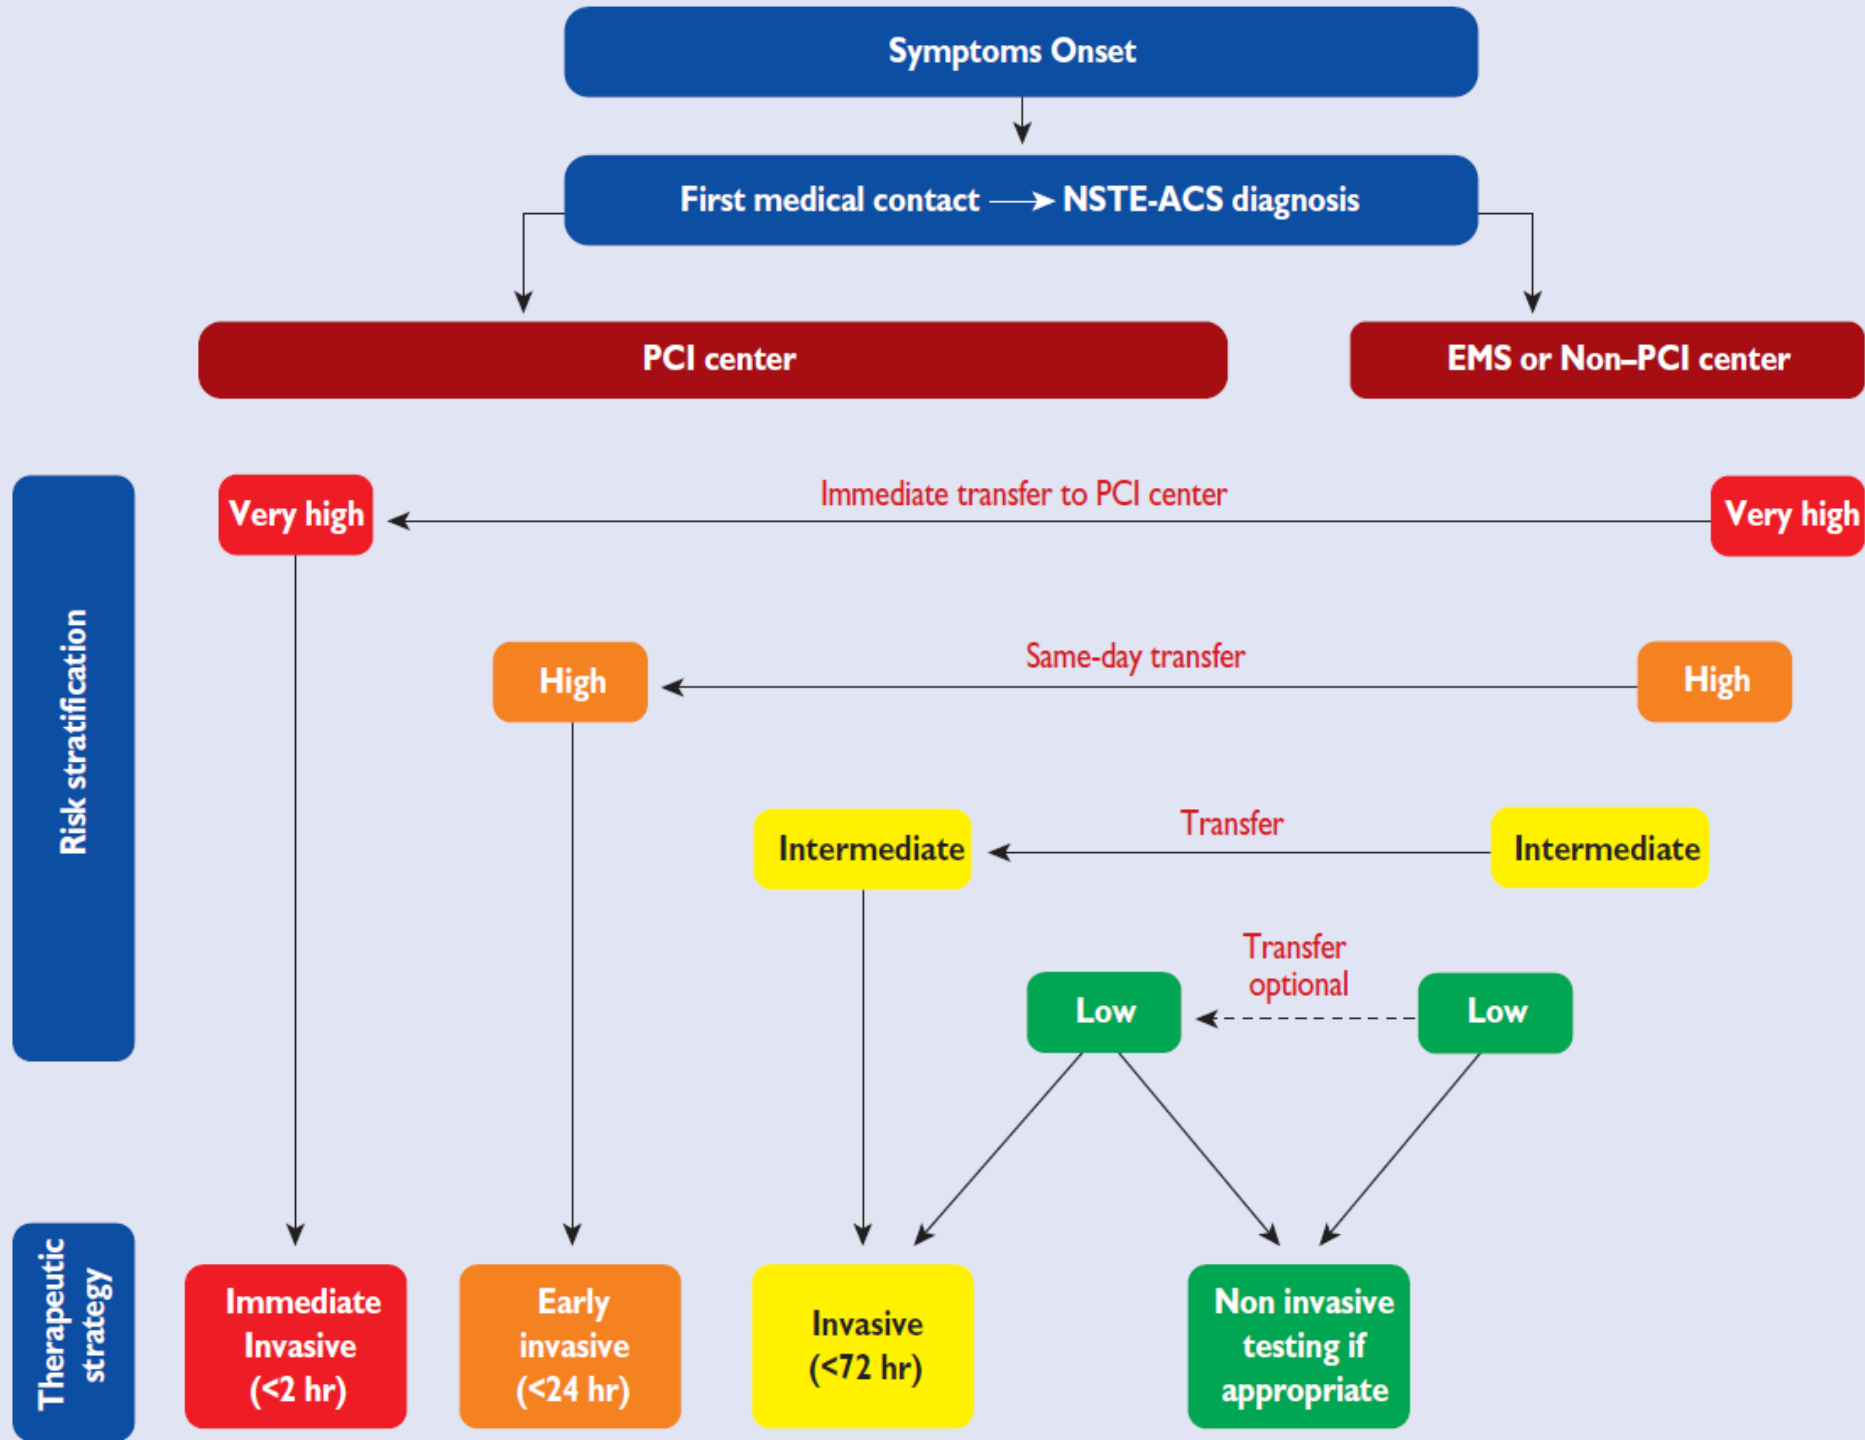 Symptoms Onset
First medical contact → NSTE-ACS diagnosis
PCI center
EMS or Non–PCI center
Risk stratification
Very high
Immediate transfer to PCI center
Very high
High
Same-day transfer
High
Intermediate
Transfer
Intermediate
Low
Transfer
optional
Low
Therapeutic
strategy
Immediate
Invasive
(<2 hr)
Early
invasive
(<24 hr)
Invasive
(<72 hr)
Non invasive
testing if
appropriate